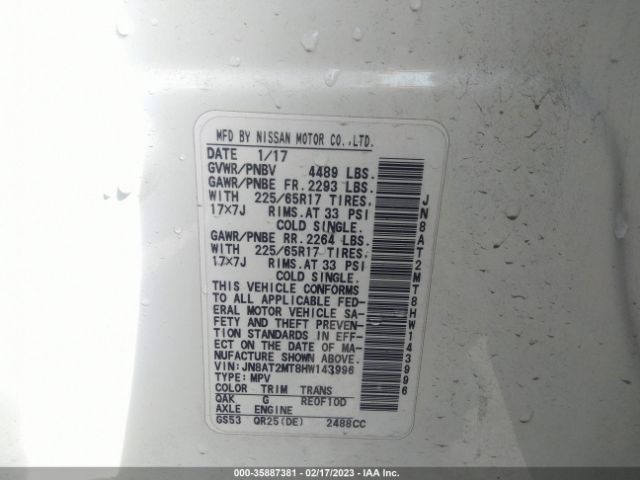 MFD BY NISSAN MOTOR CO.,LTD.
DATE 1/17
GVWR/PNBV 4489 LBS.
GAWR/PNBE FR. 2293 LBS.
WITH 225/65R17 TIRES.
17×7J RIMS.AT 33 PSI
COLD SINGLE.
GAWR/PNBE RR. 2264 LBS.
WITH 225/65R17 TIRES.
17×7J RIMS.AT 33 PSI
COLD SINGLE.
THIS VEHICLE CONFORMS
TO ALL APPLICABLE FED-
ERAL MOTOR VEHICLE SA-
FETY AND THEFT PREVEN-
TION STANDARDS IN EFF-
ECT ON THE DATE OF MA-
NUFACTURE SHOWN ABOVE.
VIN:JN8AT2MT8HW143996
TYPE:MPV
COLOR TRIM TRANS
QAK G RE0F10D
AXLE ENGINE
GS53 QR25(DE) 2488CC
JN8AT2MT8HW143996
000-35887381 - 02/17/2023 - IAA Inc.